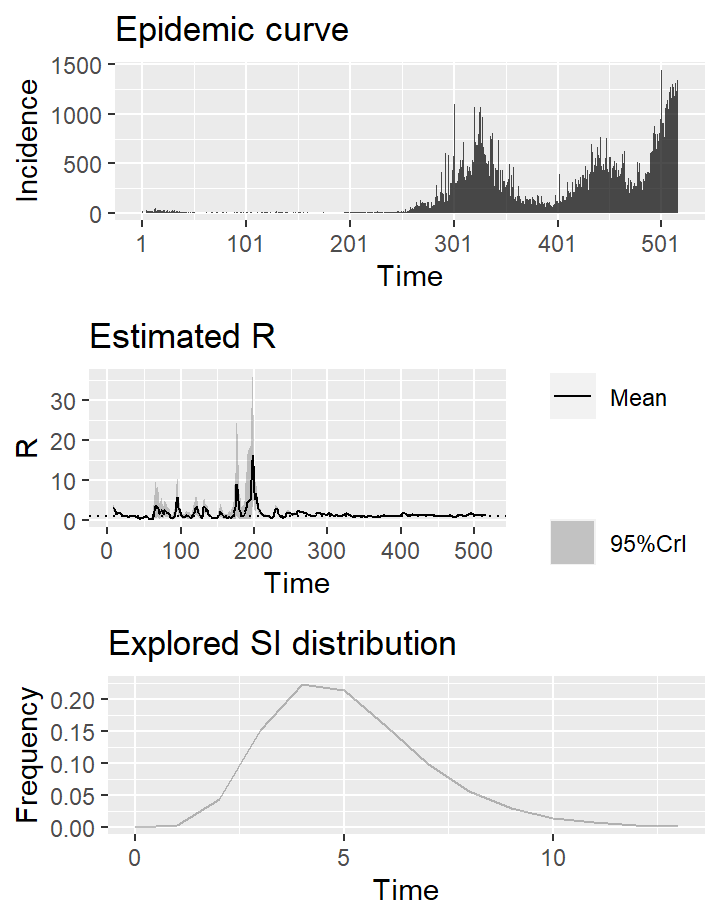 Epidemic curve
1500
1000
500
0
Incidence
1 101 201 301 401 501
Time
Estimated R
30
20
10
0
R
0 100 200 300 400 500
Time
Mean
95%CrI
Explored SI distribution
0.20
0.15
0.10
0.05
0.00
Frequency
0 5 10
Time